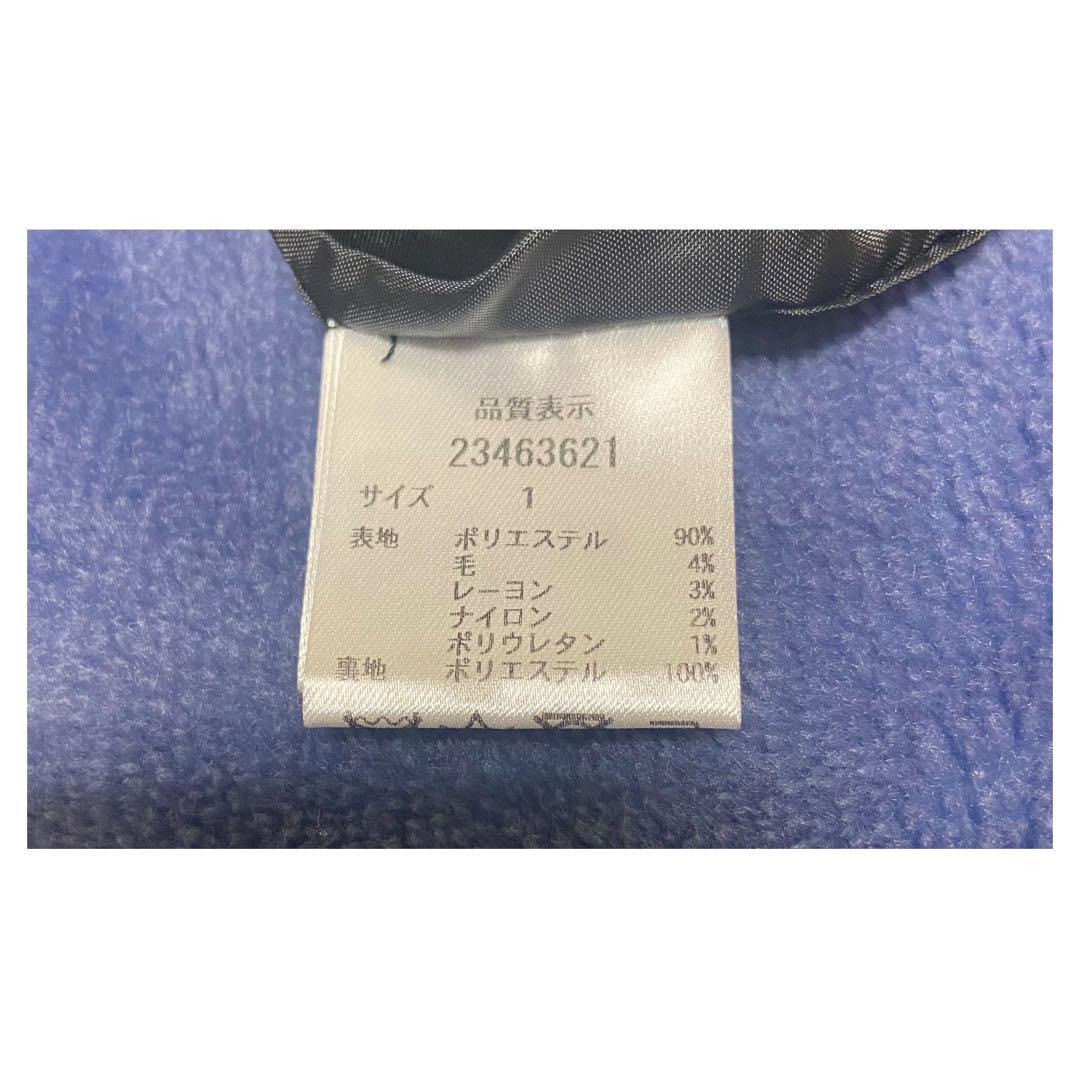 品質表示
23463621
サイズ 1
表地 ポリエステル 90%
毛 4%
レーヨン 3%
ナイロン 2%
ポリウレタン 1%
裏地 ポリエステル 100%